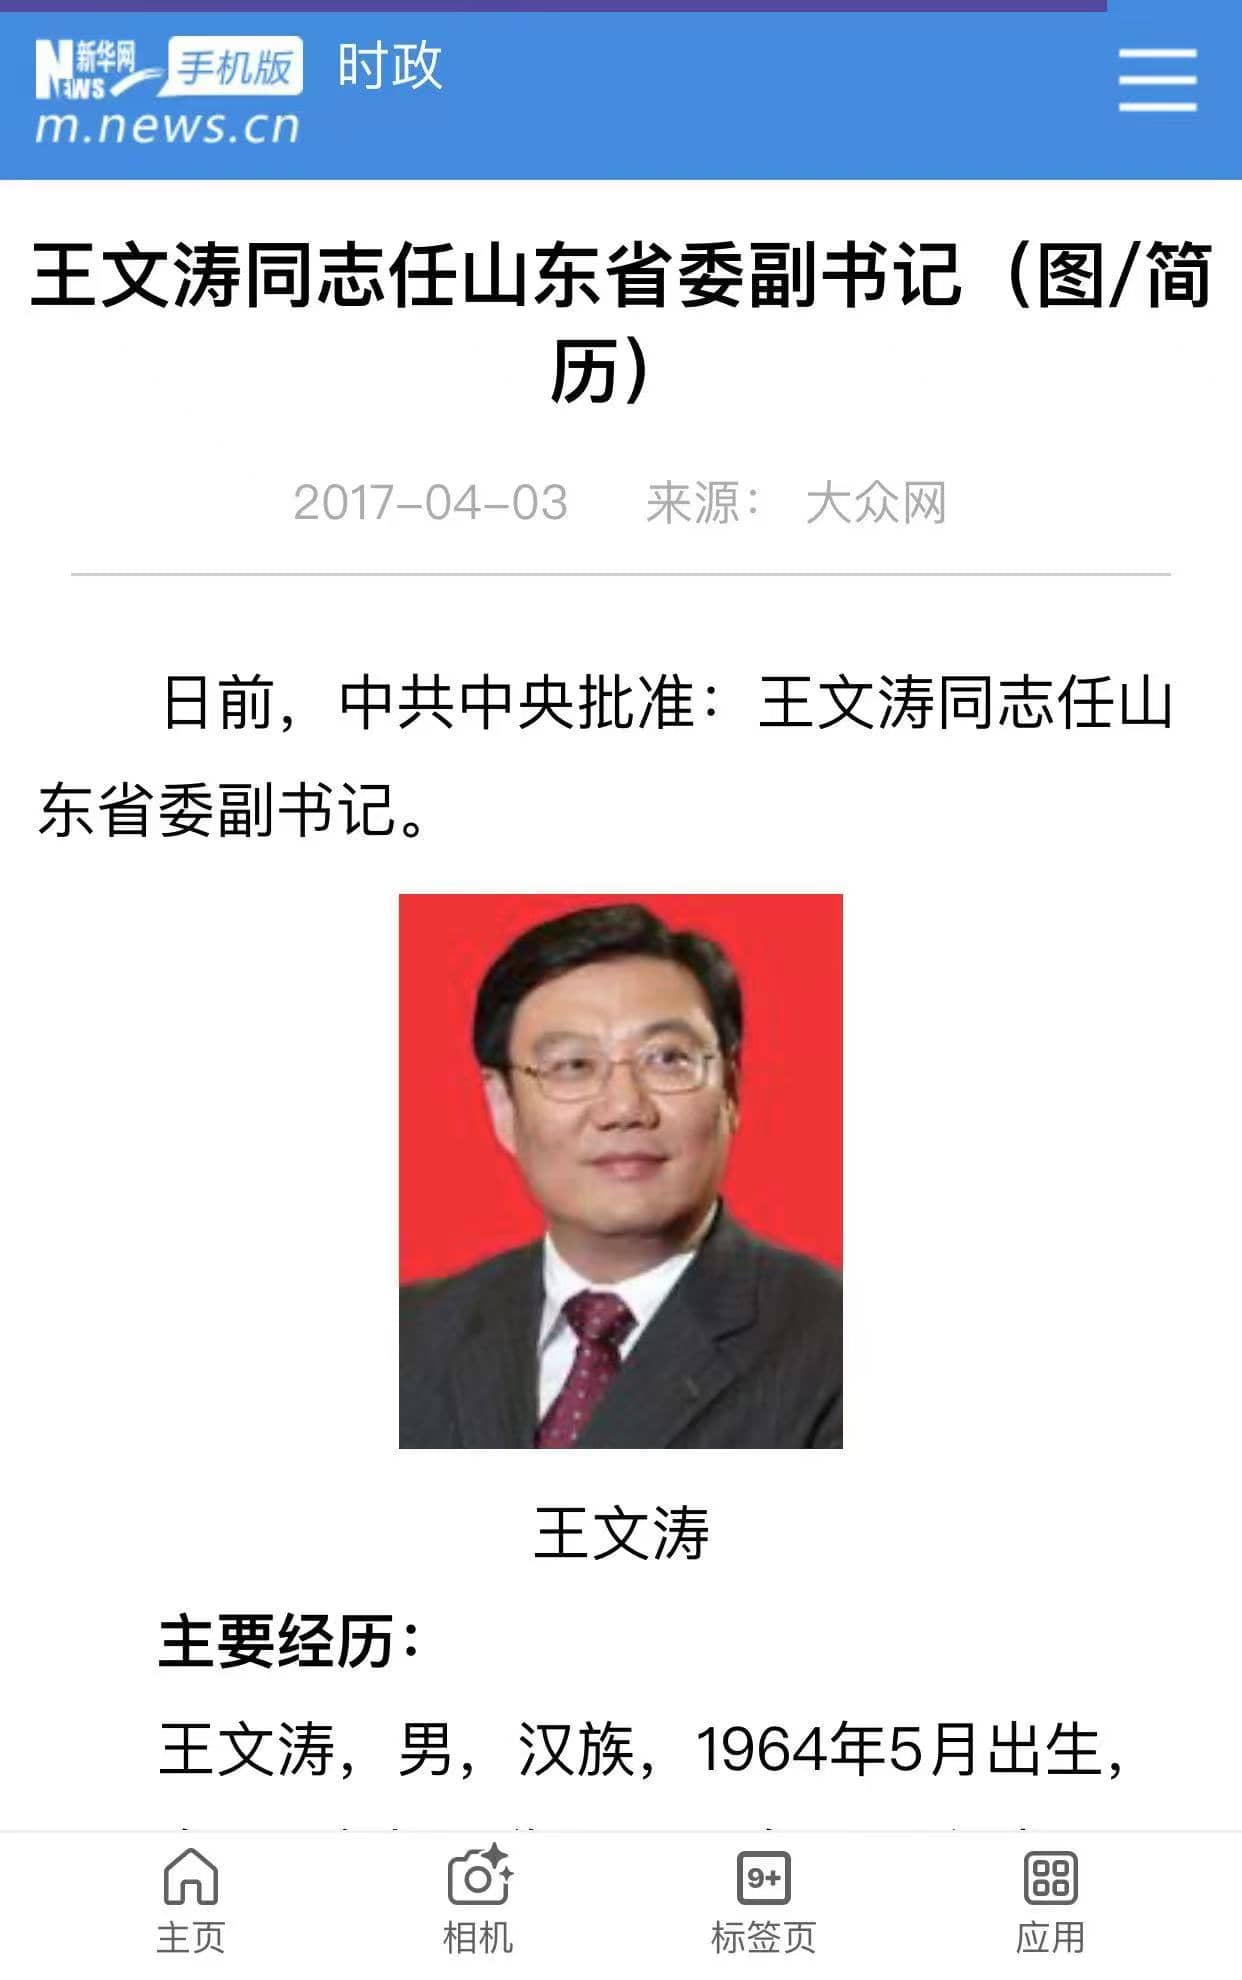 新华网
NEWS
手机版
时政
m.news.cn
王文涛同志任山东省委副书记（图/简
历）
2017-04-03 来源： 大众网
日前，中共中央批准：王文涛同志任山
东省委副书记。
王文涛
主要经历：
王文涛，男，汉族，1964年5月出生，
9+
主页 相机 标签页 应用